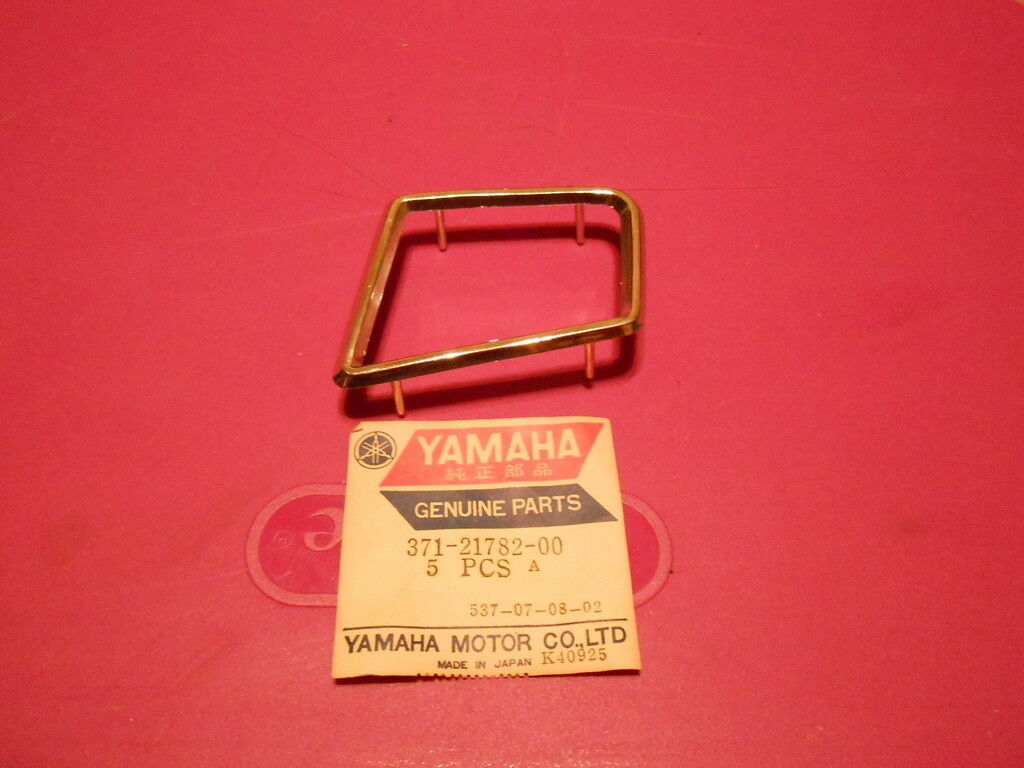 YAMAHA
純正部品
GENUINE PARTS
371-21782-00
5 PCS A
537-07-08-02
YAMAHA MOTOR CO.,LTD
MADE IN JAPAN K40925